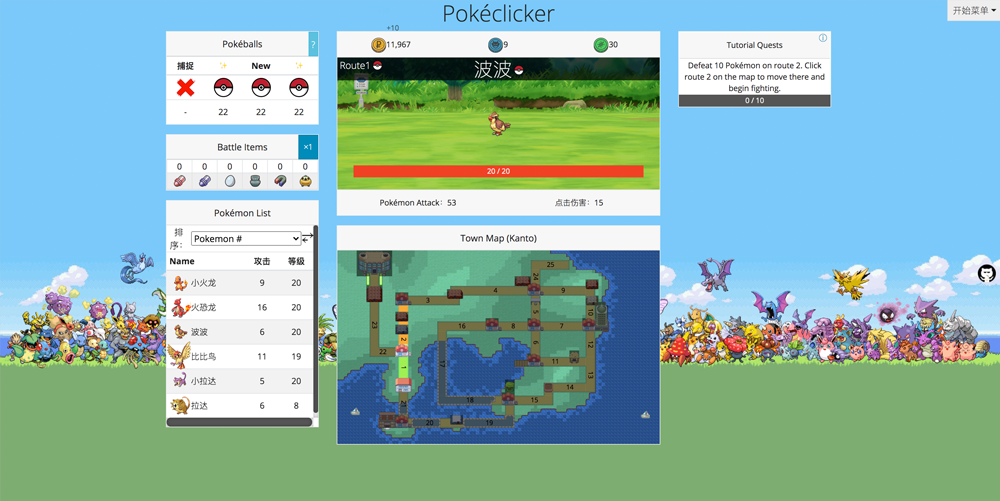 Pokéclicker
开始菜单
Pokéballs
?
捕捉
New
-
22
22
22
Battle Items
×1
0 0 0 0 0 0
Pokémon List
排序:
Pokemon #
Name 攻击 等级
小火龙 9 20
火恐龙 16 20
波波 6 20
比比鸟 11 19
小拉达 5 20
拉达 6 8
+10
11,967
9
30
Route1
波波
20 / 20
Pokémon Attack: 53
点击伤害: 15
Town Map (Kanto)
25
24
4
9
3
5
10
23
16
8
7
2
6
12
22
1
17
11
13
14
18
15
21
20
19
Tutorial Quests
Defeat 10 Pokémon on route 2. Click
route 2 on the map to move there and
begin fighting.
0 / 10